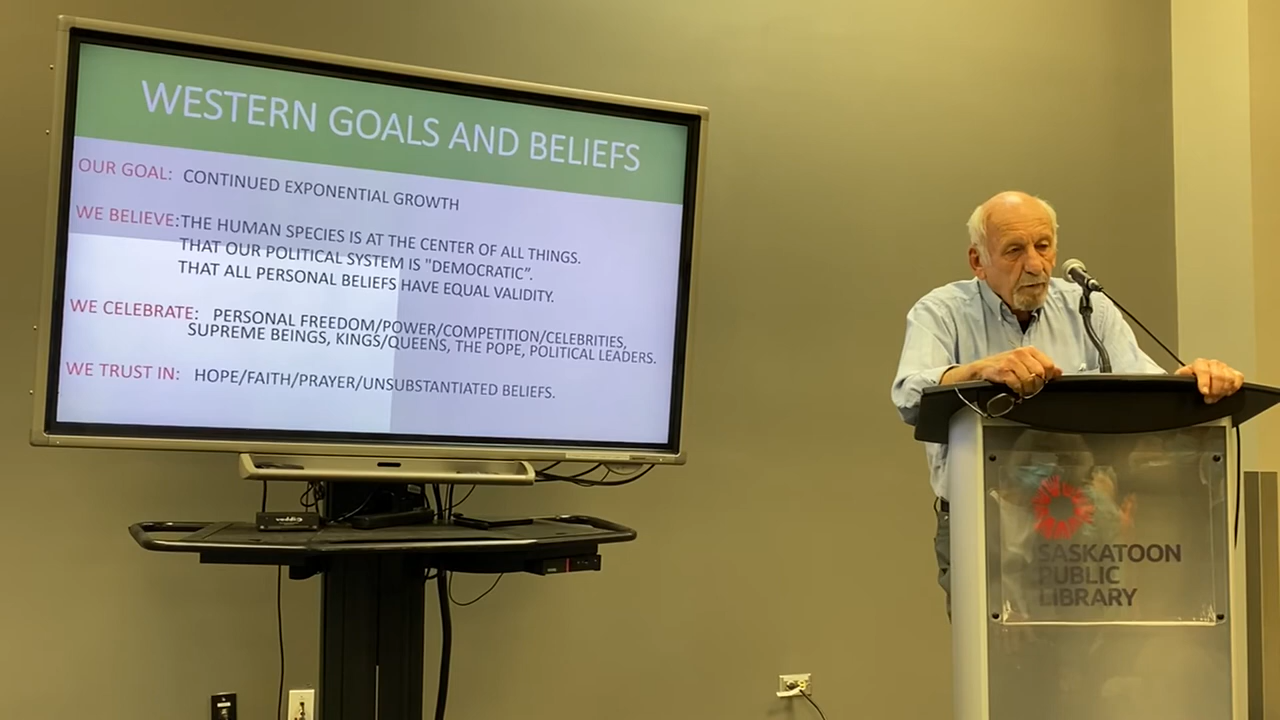 WESTERN GOALS AND BELIEFS
OUR GOAL: CONTINUED EXPONENTIAL GROWTH
WE BELIEVE:THE HUMAN SPECIES IS AT THE CENTER OF ALL THINGS.
THAT OUR POLITICAL SYSTEM IS "DEMOCRATIC”.
THAT ALL PERSONAL BELIEFS HAVE EQUAL VALIDITY.
WE CELEBRATE: PERSONAL FREEDOM/POWER/COMPETITION/CELEBRITIES,
SUPREME BEINGS, KINGS/QUEENS, THE POPE, POLITICAL LEADERS.
WE TRUST IN: HOPE/FAITH/PRAYER/UNSUBSTANTIATED BELIEFS.
SASKATOON
PUBLIC
LIBRARY